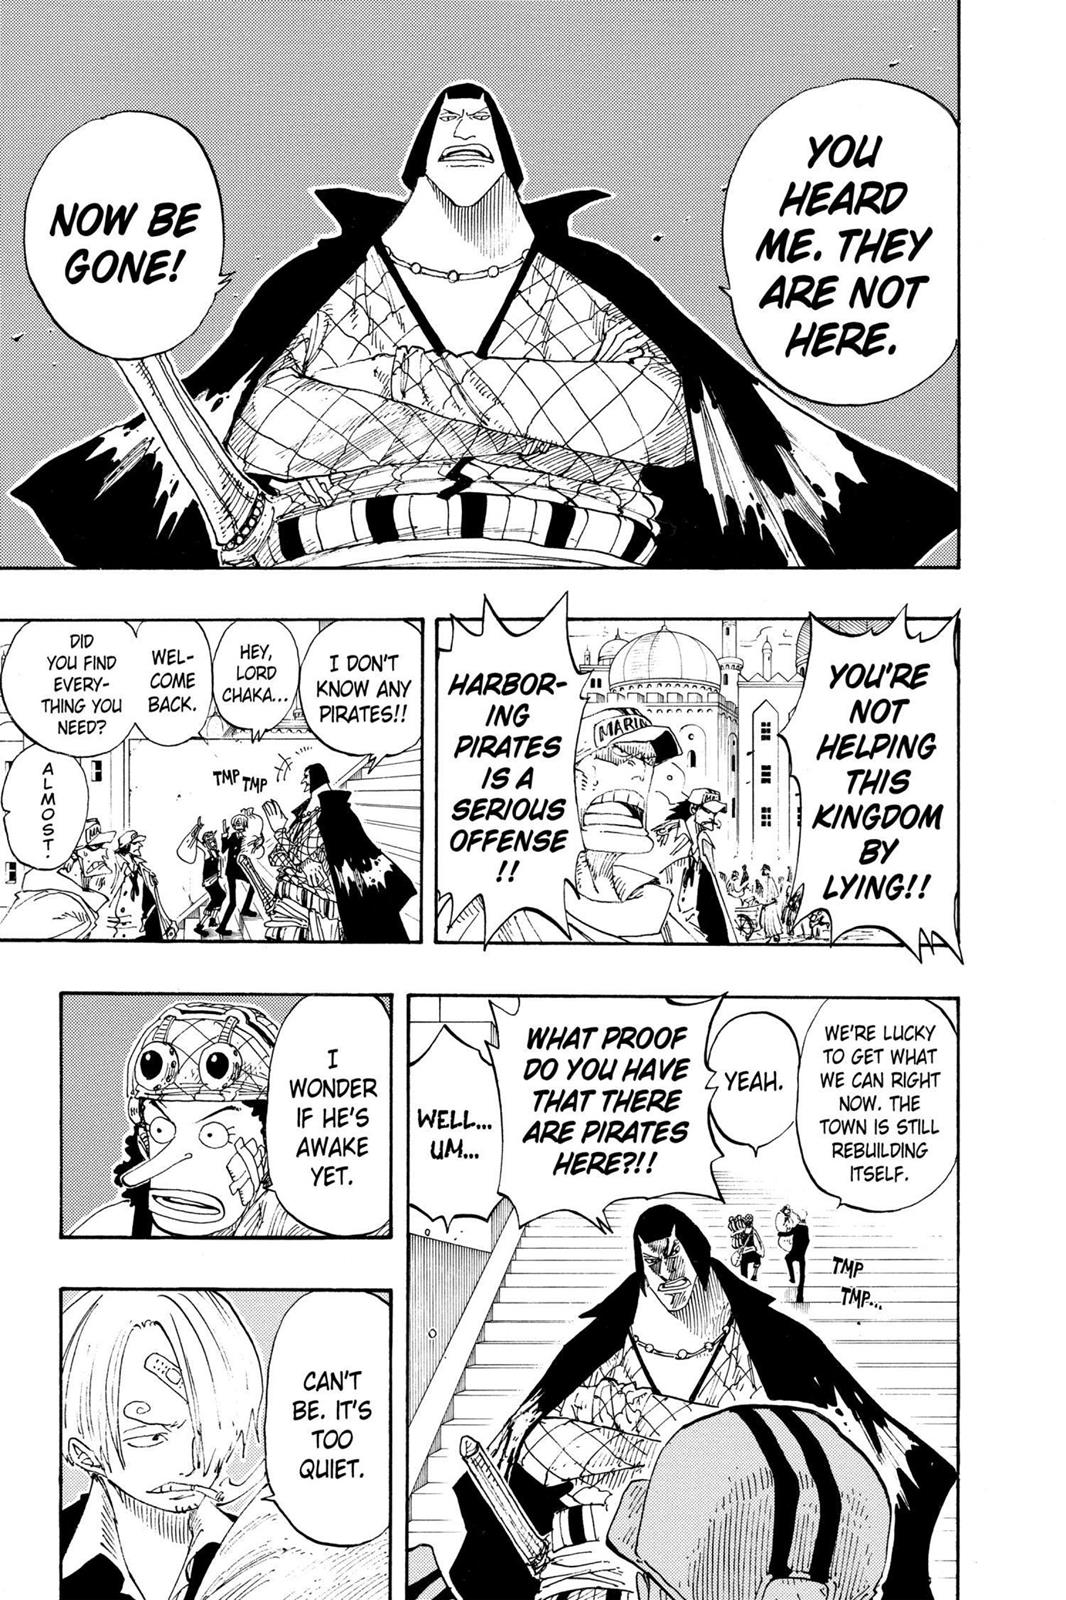 YOU
HEARD
ME. THEY
ARE NOT
HERE.
NOW BE
GONE!
YOU'RE
NOT
HELPING
THIS
KINGDOM
BY
LYING!!
MARIN
HARBOR-
ING
PIRATES
IS A
SERIOUS
OFFENSE
!!
I DON'T
KNOW ANY
PIRATES!!
HEY,
LORD
CHAKA...
WEL-
COME
BACK.
DID
YOU FIND
EVERY-
THING YOU
NEED?
ALMOST.
TMP
TMP
MA
WE'RE LUCKY
TO GET WHAT
WE CAN RIGHT
NOW. THE
TOWN IS STILL
REBUILDING
ITSELF.
YEAH.
WHAT PROOF
DO YOU HAVE
THAT THERE
ARE PIRATES
HERE?!!
WELL...
UM...
TMP
TMP...
I
WONDER
IF HE'S
AWAKE
YET.
CAN'T
BE. IT'S
TOO
QUIET.